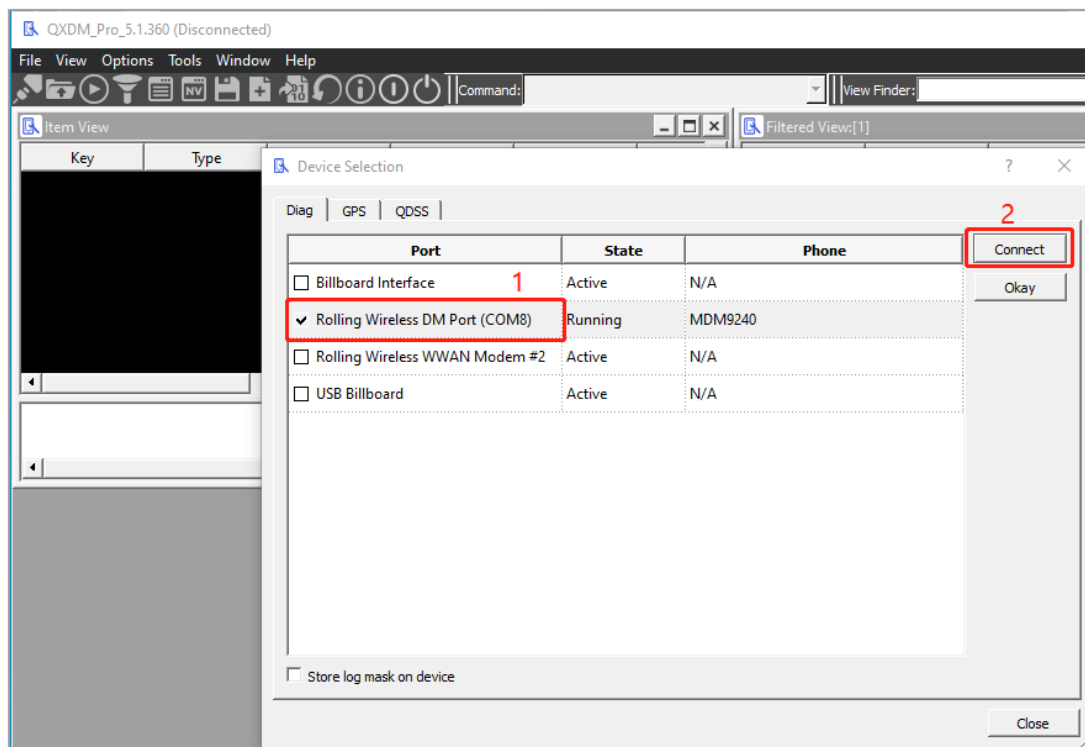 QXDM_Pro_5.1.360 (Disconnected)
File View Options Tools Window Help
NV Command: View Finder:
Item View Filtered View:[1]
Key Type
Device Selection ?
Diag GPS QDSS
2
Port State Phone Connect
Billboard Interface 1 Active N/A Okay
Rolling Wireless DM Port (COM8) Running MDM9240
Rolling Wireless WWAN Modem #2 Active N/A
USB Billboard Active N/A
Store log mask on device
Close